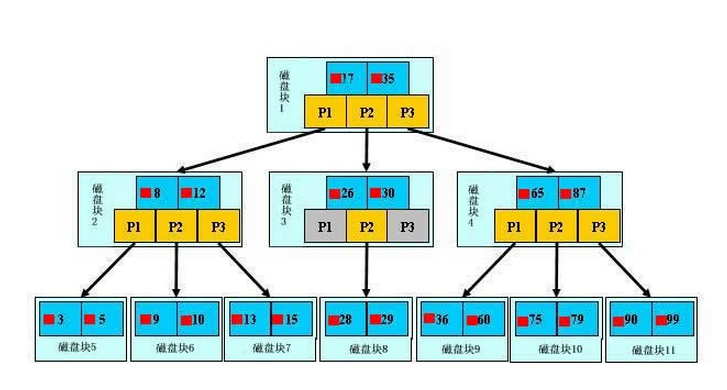 磁盘块1
17 35
P1 P2 P3
磁盘块2
8 12
P1 P2 P3
磁盘块3
26 30
P1 P2 P3
磁盘块4
65 87
P1 P2 P3
3 5
磁盘块5
9 10
磁盘块6
13 15
磁盘块7
28 29
磁盘块8
36 60
磁盘块9
75 79
磁盘块10
90 99
磁盘块11